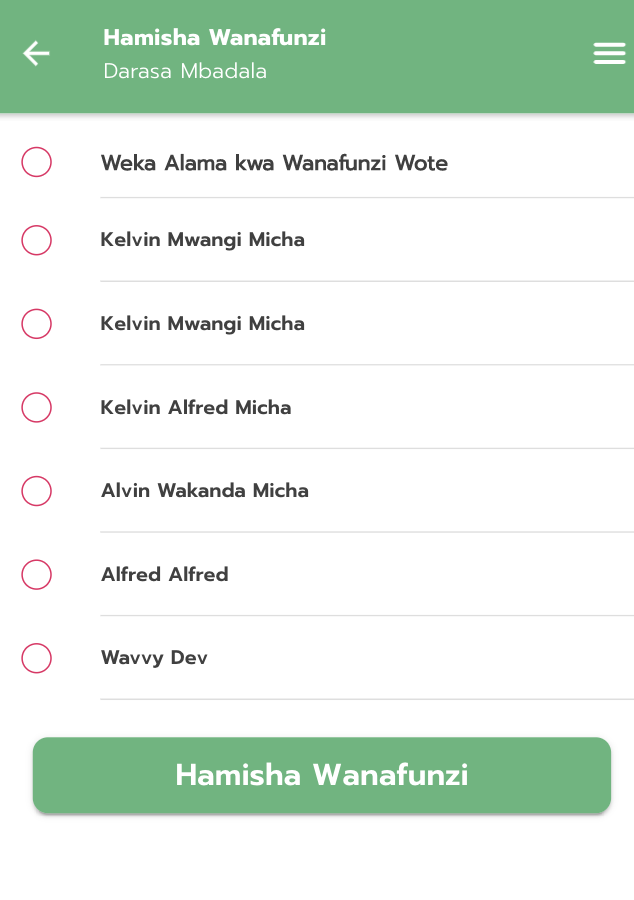 Hamisha Wanafunzi
Darasa Mbadala
Weka Alama kwa Wanafunzi Wote
Kelvin Mwangi Micha
Kelvin Mwangi Micha
Kelvin Alfred Micha
Alvin Wakanda Micha
Alfred Alfred
Wavvy Dev
Hamisha Wanafunzi